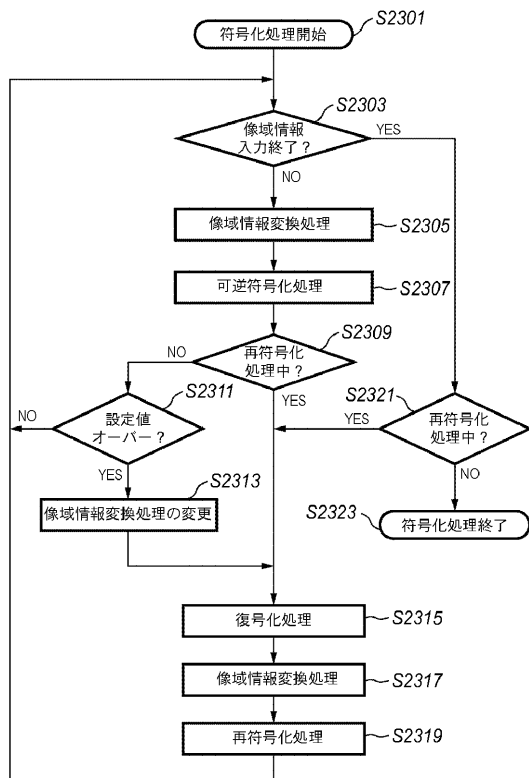 符号化処理開始
S2301
S2303
像域情報
入力終了?
YES
NO
像域情報変換処理
S2305
可逆符号化処理
S2307
S2309
再符号化
処理中?
NO
YES
S2311
設定値
オーバー?
NO
YES
S2313
像域情報変換処理の変更
S2321
再符号化
処理中?
YES
NO
S2323
符号化処理終了
復号化処理
S2315
像域情報変換処理
S2317
再符号化処理
S2319